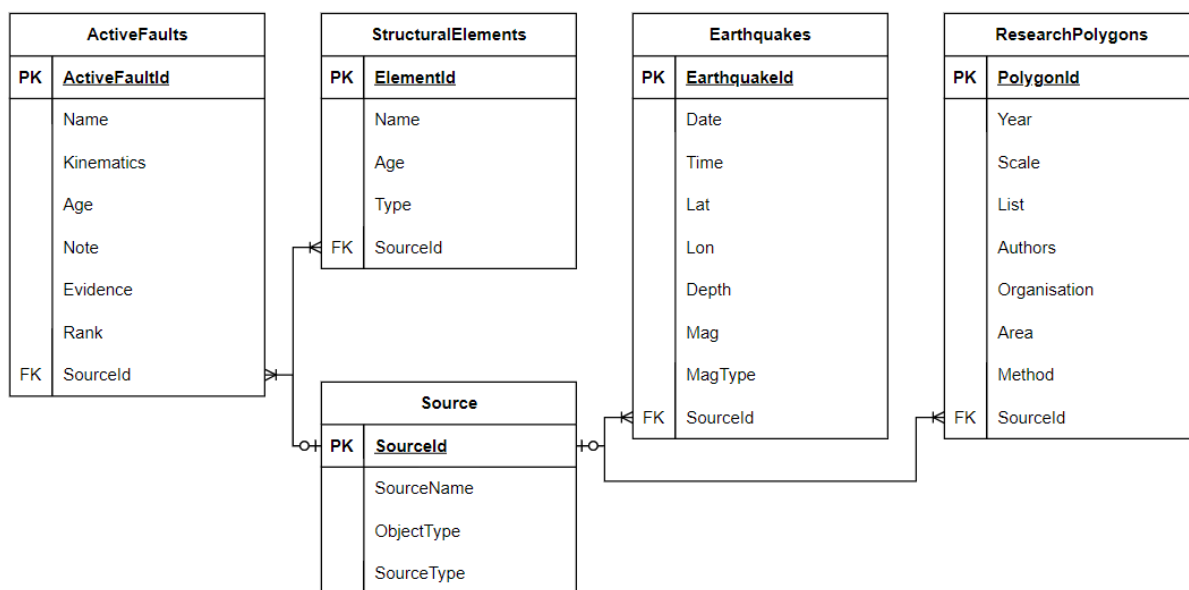 ActiveFaults
PK ActiveFaultId
Name
Kinematics
Age
Note
Evidence
Rank
FK SourceId
StructuralElements
PK ElementId
Name
Age
Type
FK SourceId
Source
PK SourceId
SourceName
ObjectType
SourceType
Earthquakes
PK EarthquakeId
Date
Time
Lat
Lon
Depth
Mag
MagType
FK SourceId
ResearchPolygons
PK PolygonId
Year
Scale
List
Authors
Organisation
Area
Method
FK SourceId